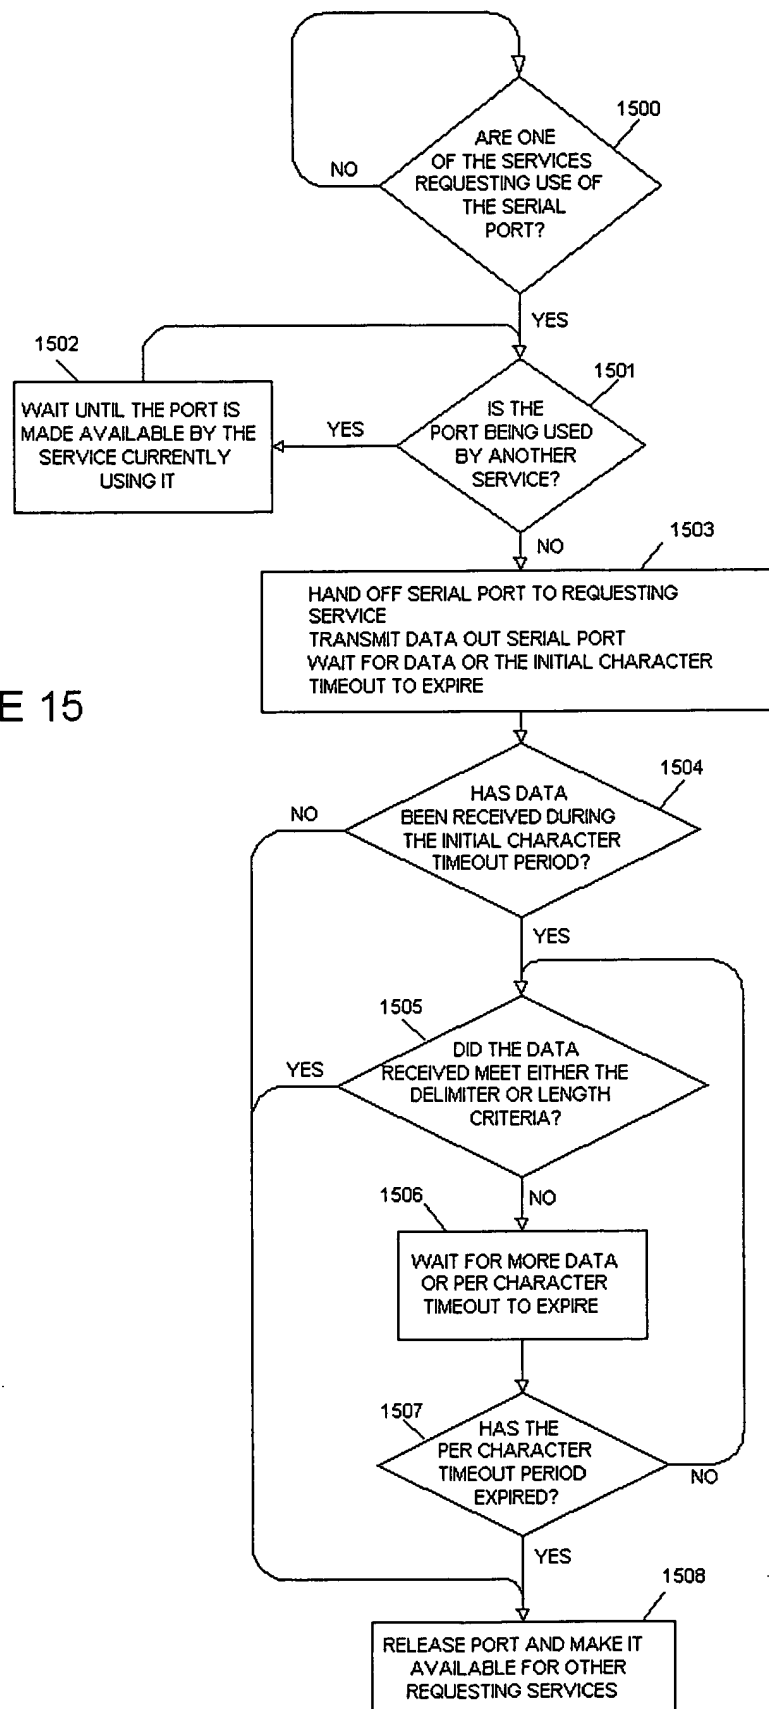 1500
ARE ONE
OF THE SERVICES
REQUESTING USE OF
THE SERIAL
PORT?
NO
YES
1502
WAIT UNTIL THE PORT IS
MADE AVAILABLE BY THE
SERVICE CURRENTLY
USING IT
1501
IS THE
PORT BEING USED
BY ANOTHER
SERVICE?
YES
NO
1503
HAND OFF SERIAL PORT TO REQUESTING
SERVICE
TRANSMIT DATA OUT SERIAL PORT
WAIT FOR DATA OR THE INITIAL CHARACTER
TIMEOUT TO EXPIRE
E 15
1504
HAS DATA
BEEN RECEIVED DURING
THE INITIAL CHARACTER
TIMEOUT PERIOD?
NO
YES
1505
DID THE DATA
RECEIVED MEET EITHER THE
DELIMITER OR LENGTH
CRITERIA?
YES
NO
1506
WAIT FOR MORE DATA
OR PER CHARACTER
TIMEOUT TO EXPIRE
1507
HAS THE
PER CHARACTER
TIMEOUT PERIOD
EXPIRED?
NO
YES
1508
RELEASE PORT AND MAKE IT
AVAILABLE FOR OTHER
REQUESTING SERVICES